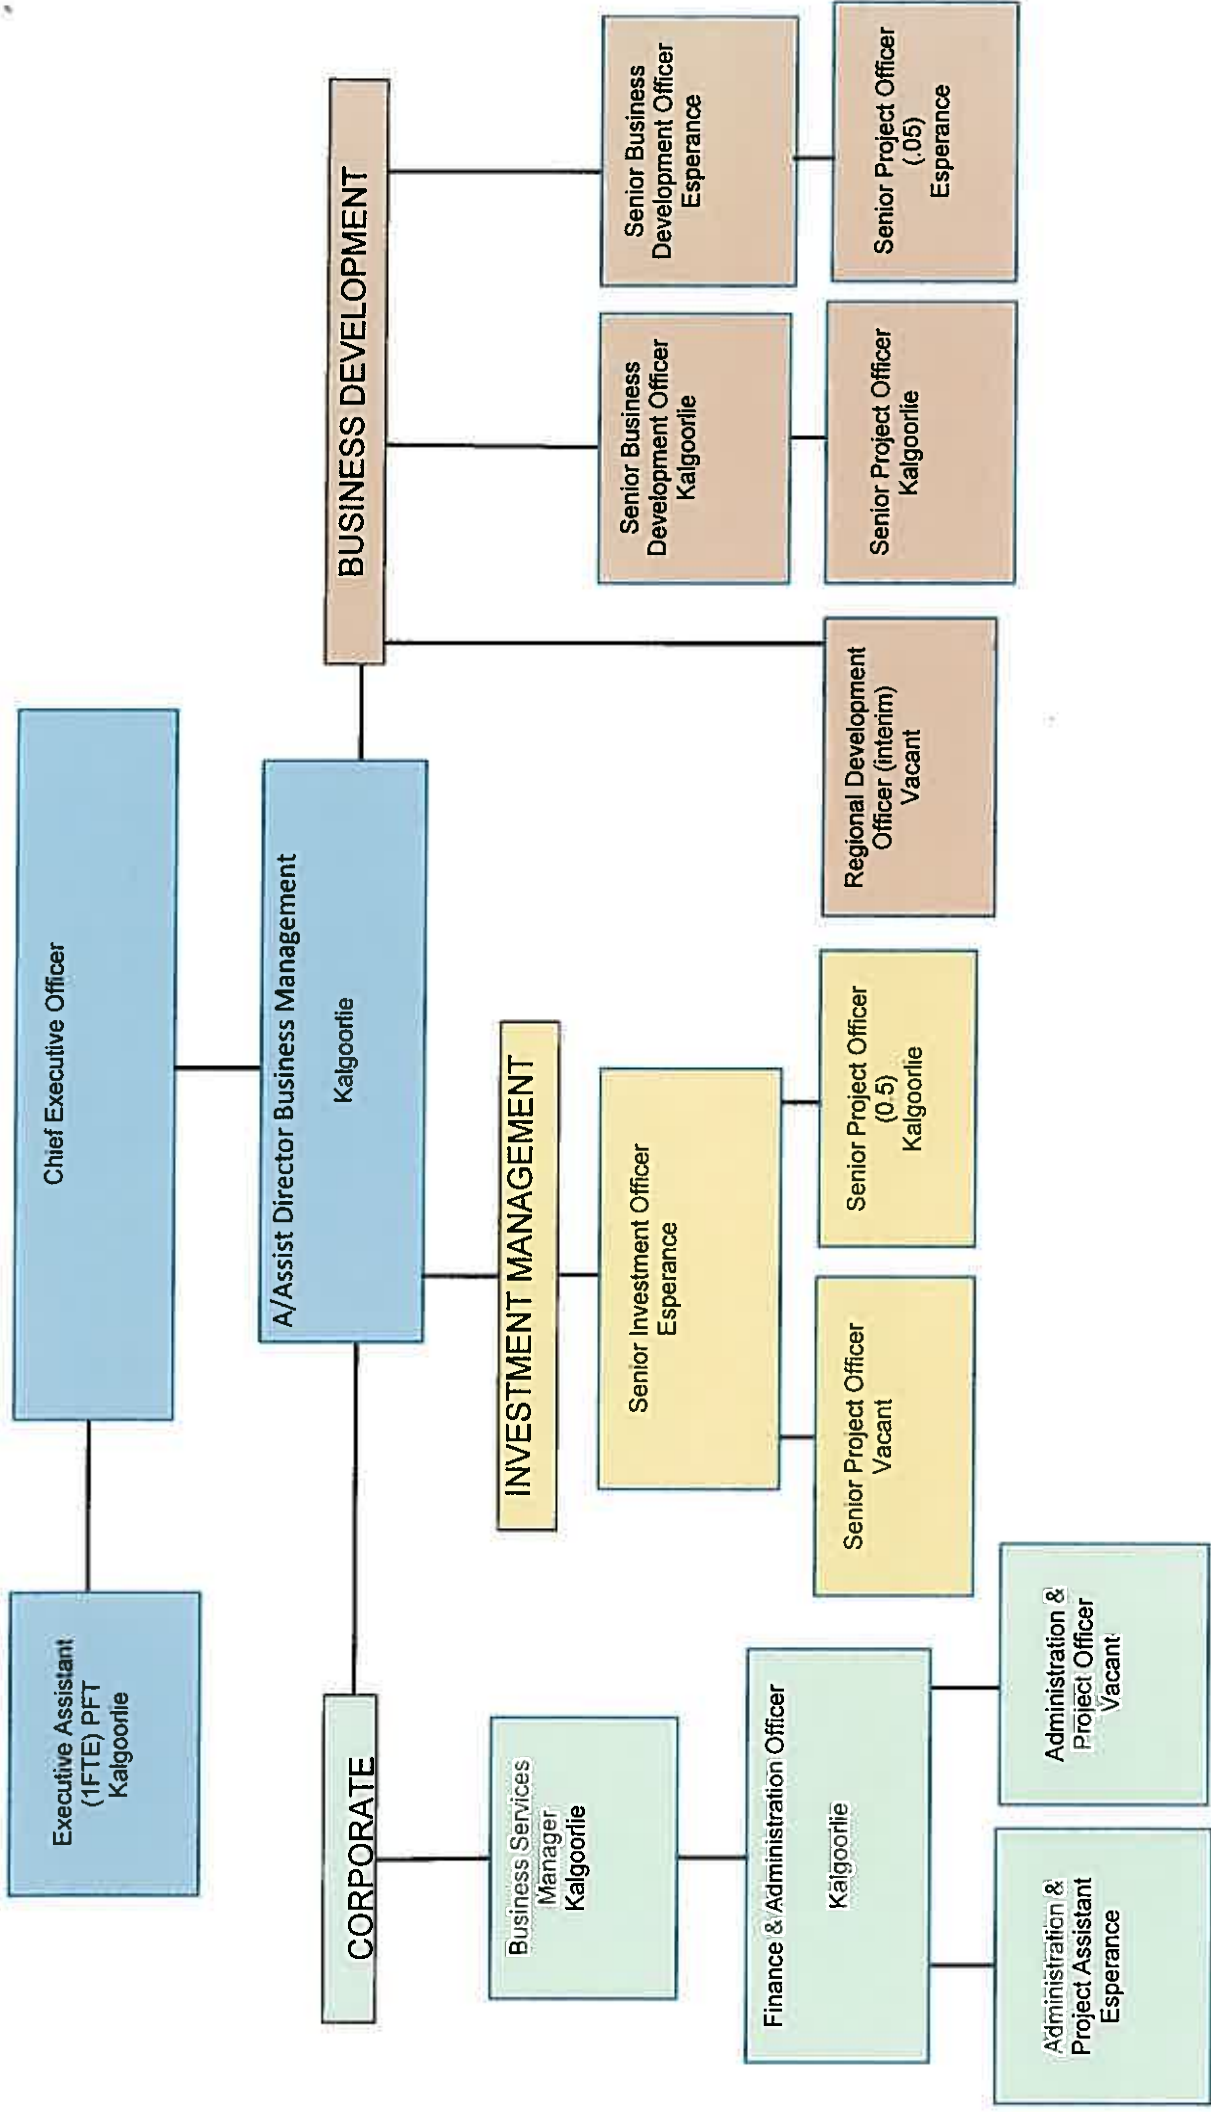 Chief Executive Officer
Executive Assistant
(1FTE) PFT
Kalgoorlie
A/Assist Director Business Management
Kalgoorlie
CORPORATE
INVESTMENT MANAGEMENT
BUSINESS DEVELOPMENT
Business Services
Manager
Kalgoorlie
Finance & Administration Officer
Kalgoorlie
Administration &
Project Assistant
Esperance
Administration &
Project Officer
Vacant
Senior Investment Officer
Esperance
Senior Project Officer
Vacant
Senior Project Officer
(0.5)
Kalgoorlie
Regional Development
Officer (interim)
Vacant
Senior Business
Development Officer
Kalgoorlie
Senior Project Officer
Kalgoorlie
Senior Business
Development Officer
Esperance
Senior Project Officer
(.05)
Esperance